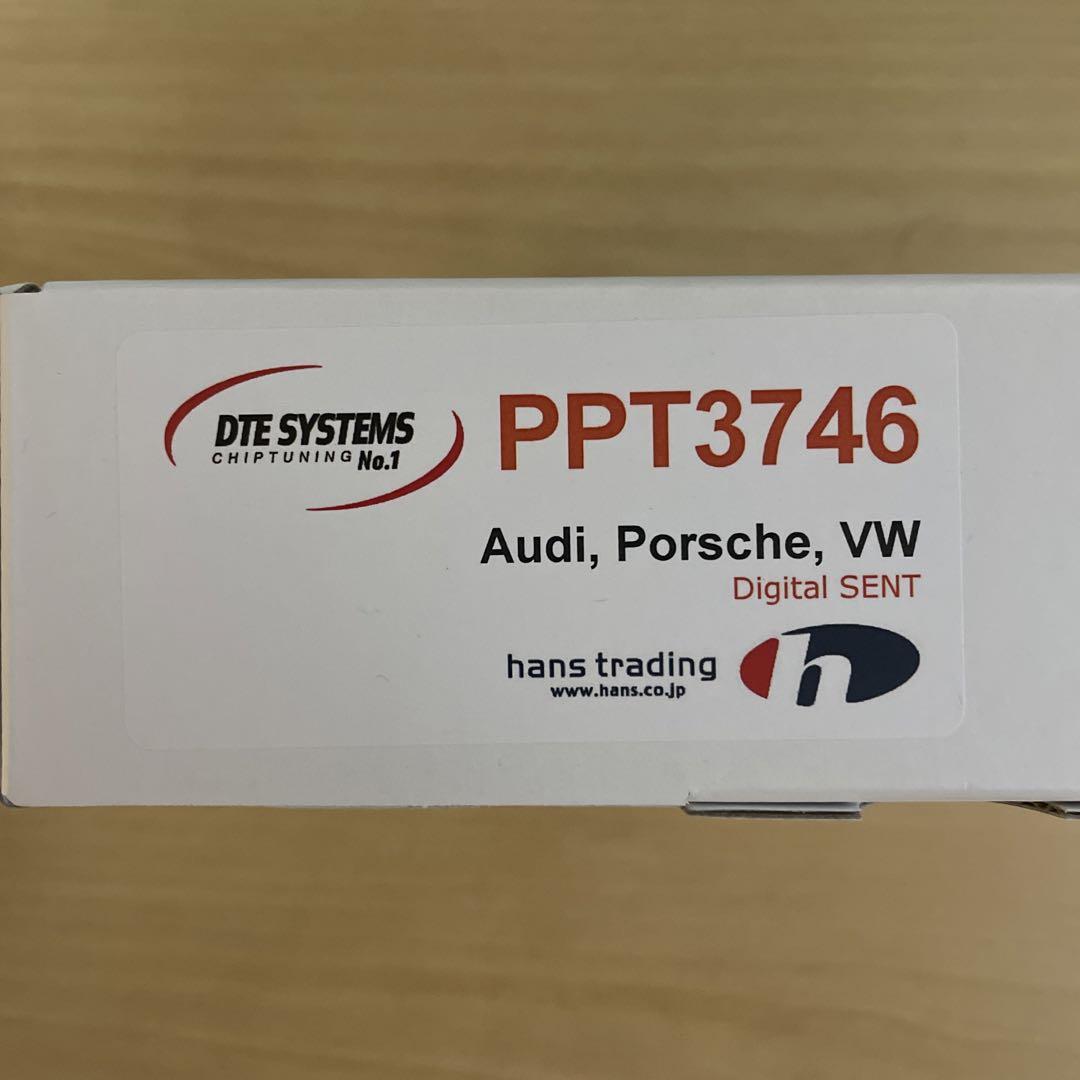 DTE SYSTEMS
CHIPTUNING No.1
PPT3746
Audi, Porsche, VW
Digital SENT
hans trading
www.hans.co.jp
h